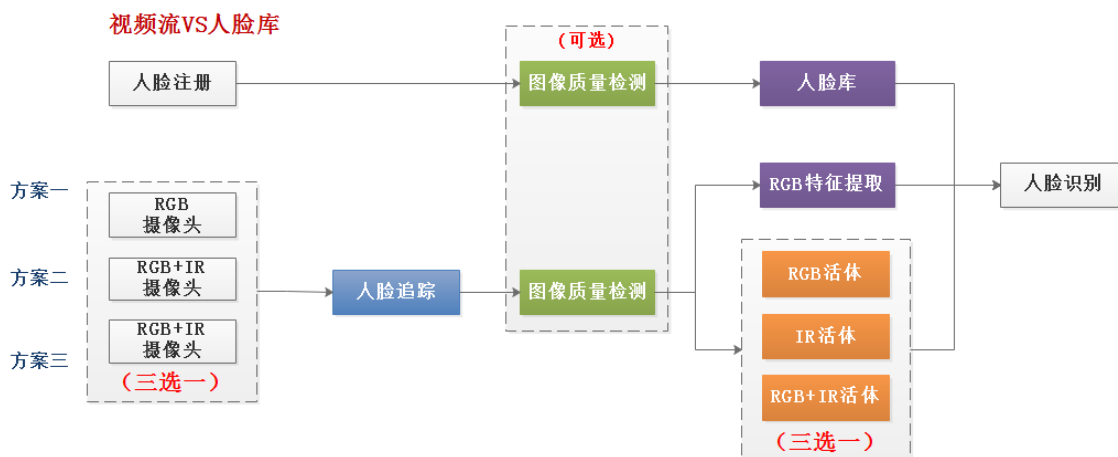 视频流VS人脸库
(可选)
人脸注册
图像质量检测
人脸库
方案一
RGB
摄像头
RGB特征提取
人脸识别
方案二
RGB+IR
摄像头
人脸追踪
图像质量检测
RGB活体
方案三
RGB+IR
摄像头
IR活体
(三选一)
RGB+IR活体
(三选一)